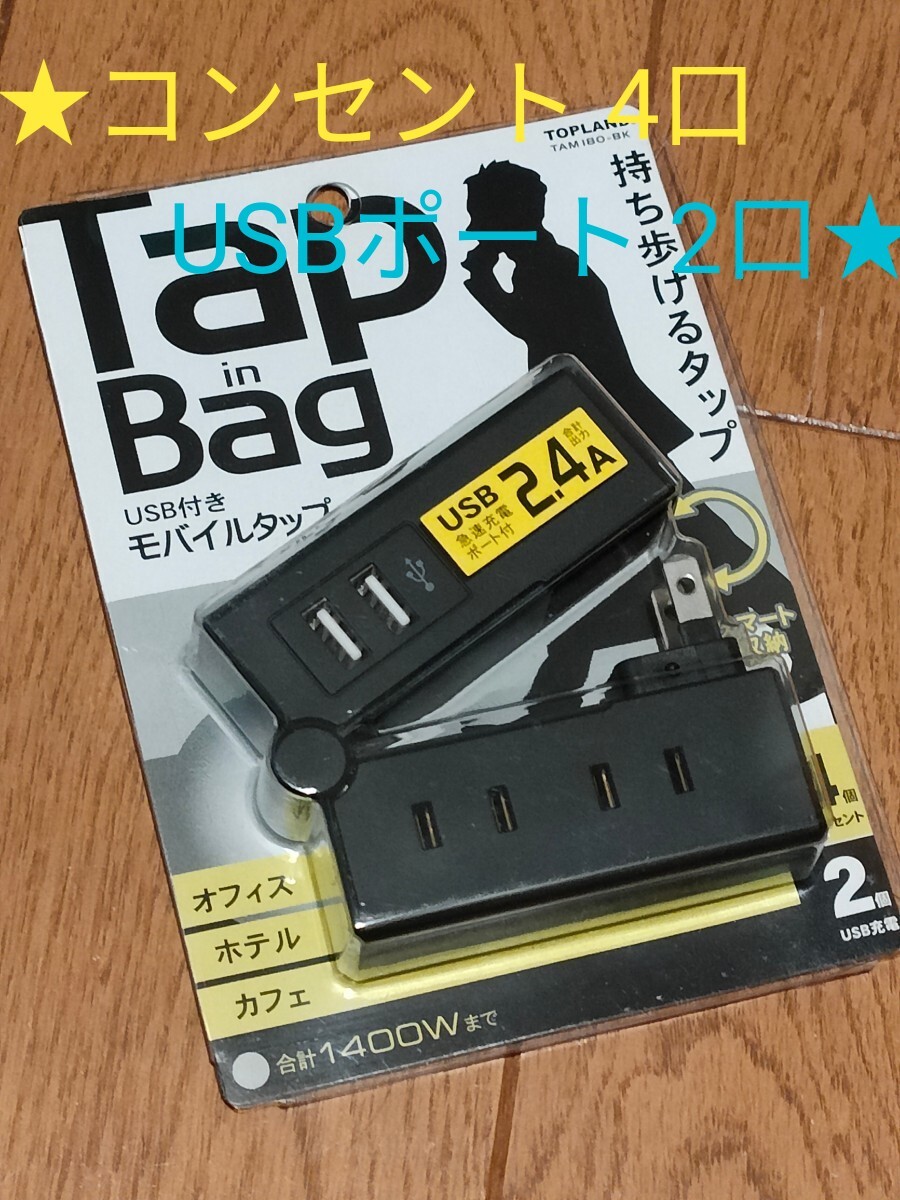 ★コンセント 4口
TOPLAND
TAM180-BK
USBポート 2口★
持ち歩けるタップ
Tap
in
Bag
USB付き
モバイルタップ
USB 2.4A
合計
出力
急速充電
ポート付
オフィス
ホテル
カフェ
個
2個
USB充電
合計1400Wまで